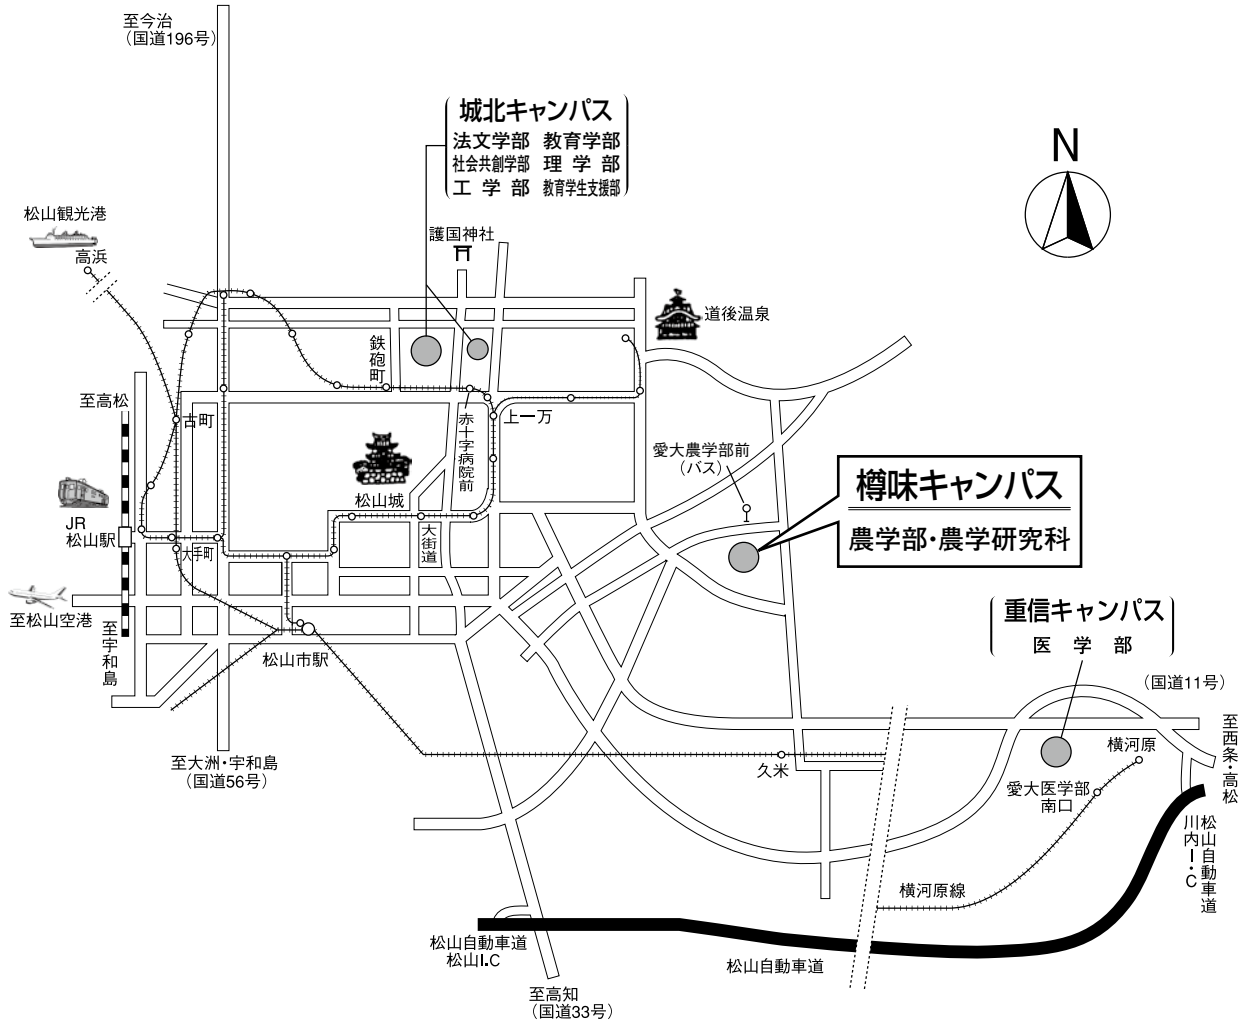 至今治
（国道196号）
城北キャンパス
法文学部 教育学部
社会共創学部 理学部
工学部 教育学生支援部
N
松山観光港
高浜
護国神社
道後温泉
鉄砲町
至高松
古町
赤十字病院前
上一万
愛大農学部前
（バス）
樽味キャンパス
農学部・農学研究科
松山城
JR
松山駅
大手町
大街道
至松山空港
至宇和島
松山市駅
重信キャンパス
医学部
（国道11号）
至西条・高松
至大洲・宇和島
（国道56号）
久米
横河原
愛大医学部
南口
松山自動車道
川内I・C
横河原線
松山自動車道
松山I.C
松山自動車道
至高知
（国道33号）